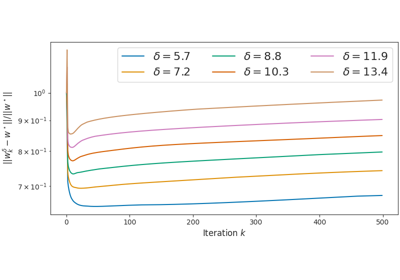 δ = 5.7 δ = 8.8 δ = 11.9
δ = 7.2 δ = 10.3 δ = 13.4
10⁰
9 × 10⁻¹
8 × 10⁻¹
7 × 10⁻¹
||w_k^δ − w*||/||w*||
0 100 200 300 400 500
Iteration k